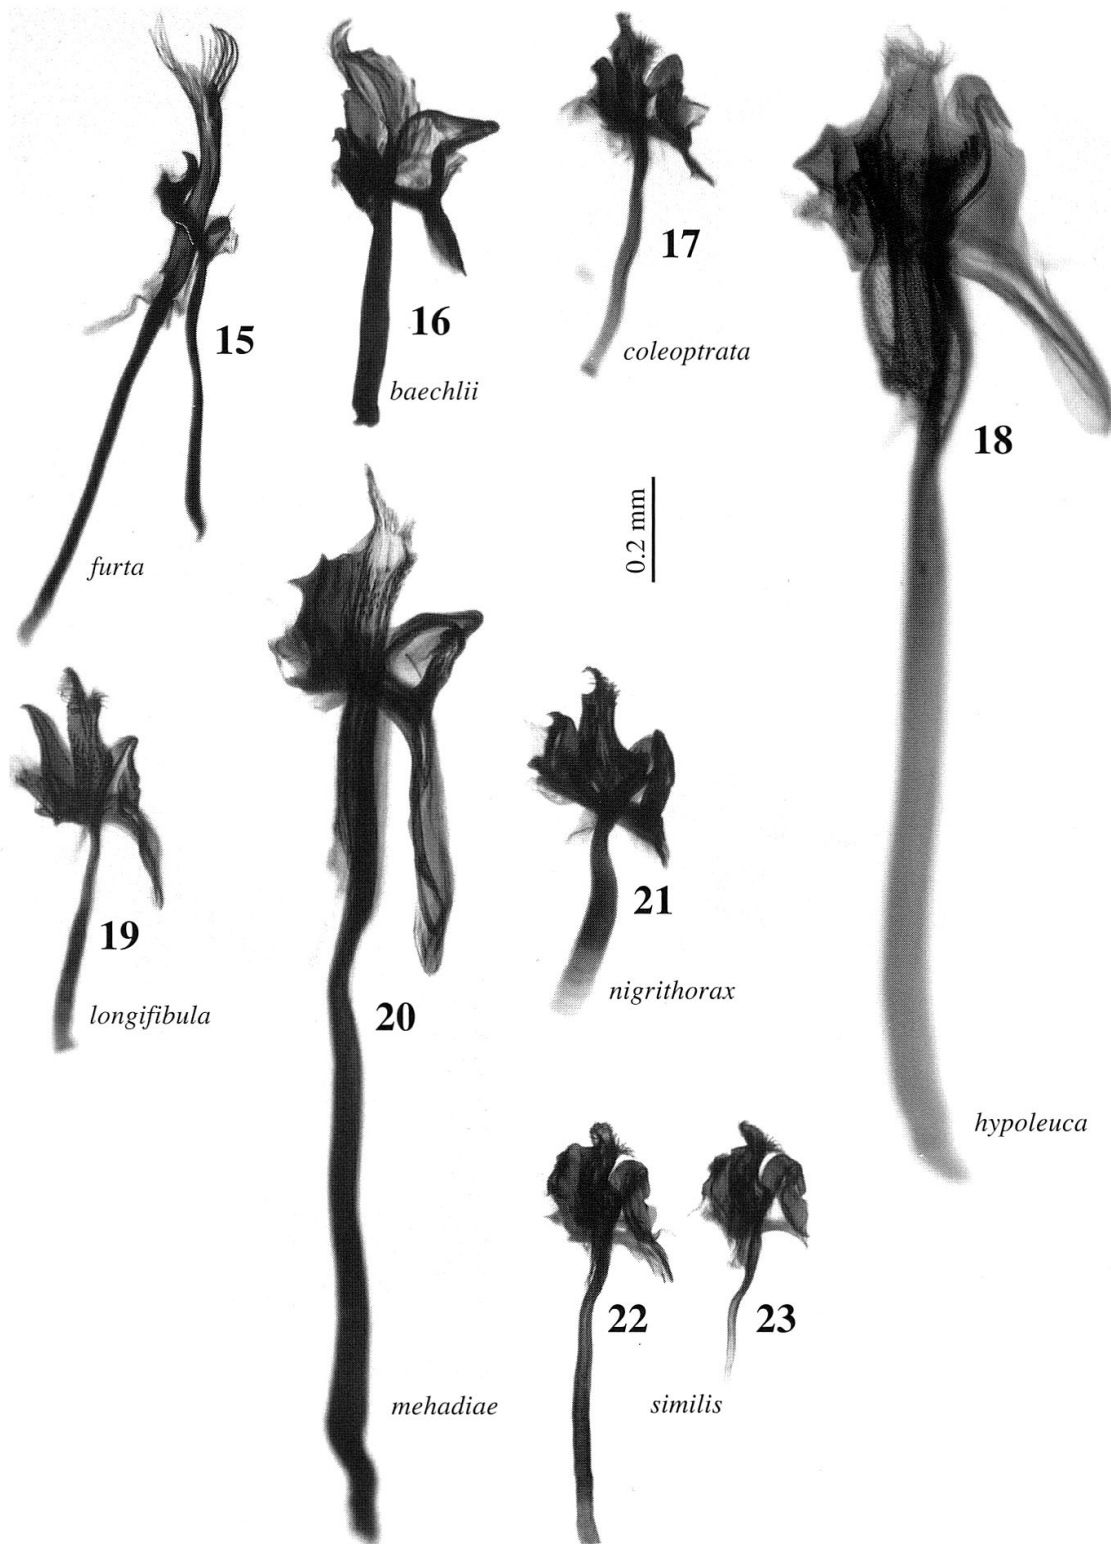 15
furta
16
baechlii
17
coleoptrata
18
hypoleuca
0.2 mm
19
longifibula
20
mehadiae
21
nigrithorax
22
23
similis